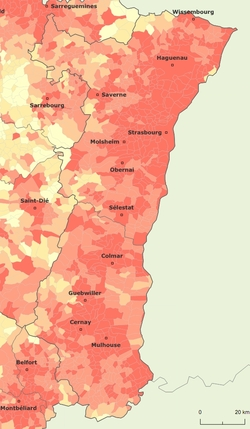 Sarreguemines
Wissembourg
Haguenau
Saverne
Sarrebourg
Strasbourg
Molsheim
Obernai
Saint-Dié
Sélestat
Colmar
Guebwiller
Cernay
Mulhouse
Belfort
Montbéliard
0 20 km